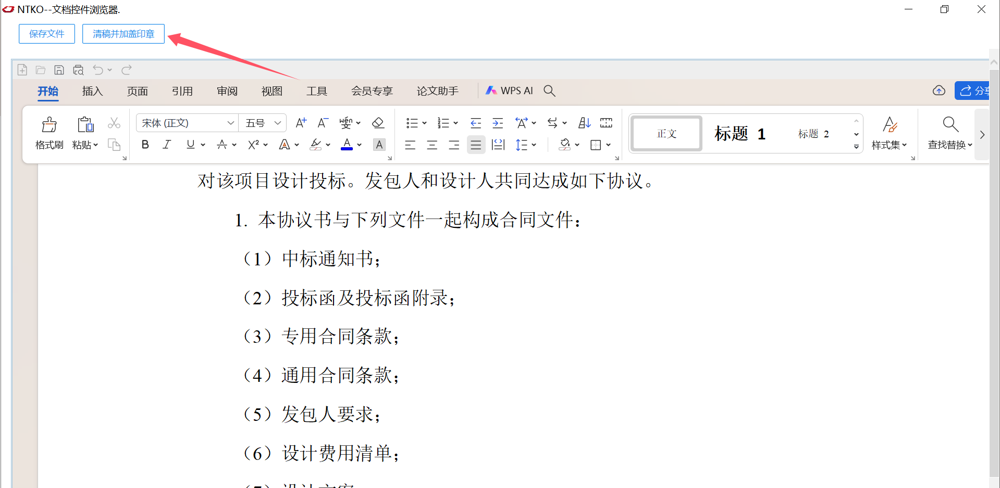 NTKO--文档控件浏览器.
保存文件 清稿并加盖印章
开始 插入 页面 引用 审阅 视图 工具 会员专享 论文助手 WPS AI
宋体 (正文) 五号 wén 变
格式刷 粘贴
正文 标题 1 标题 2
样式集 查找替换
对该项目设计投标。发包人和设计人共同达成如下协议。
1. 本协议书与下列文件一起构成合同文件：
（1）中标通知书；
（2）投标函及投标函附录；
（3）专用合同条款；
（4）通用合同条款；
（5）发包人要求；
（6）设计费用清单；